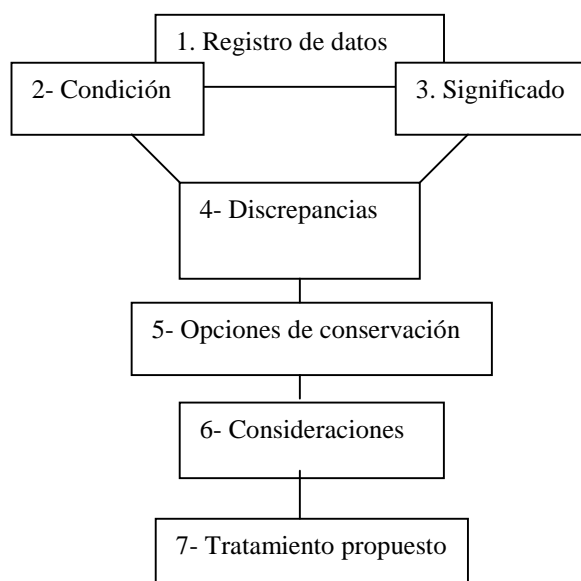 1. Registro de datos
2- Condición
3. Significado
4- Discrepancias
5- Opciones de conservación
6- Consideraciones
7- Tratamiento propuesto